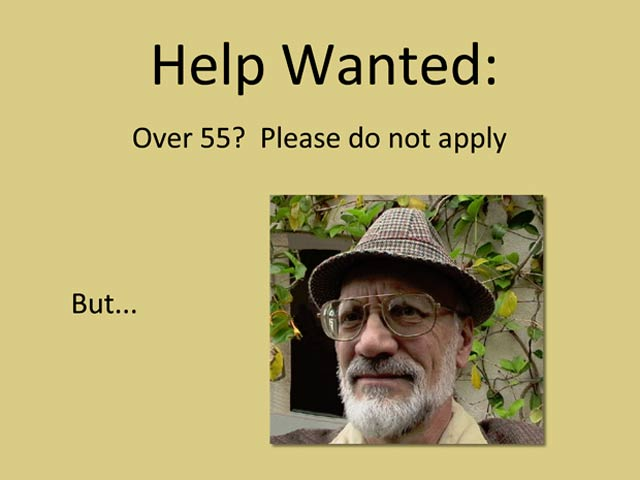 Help Wanted:
Over 55?  Please do not apply
But...